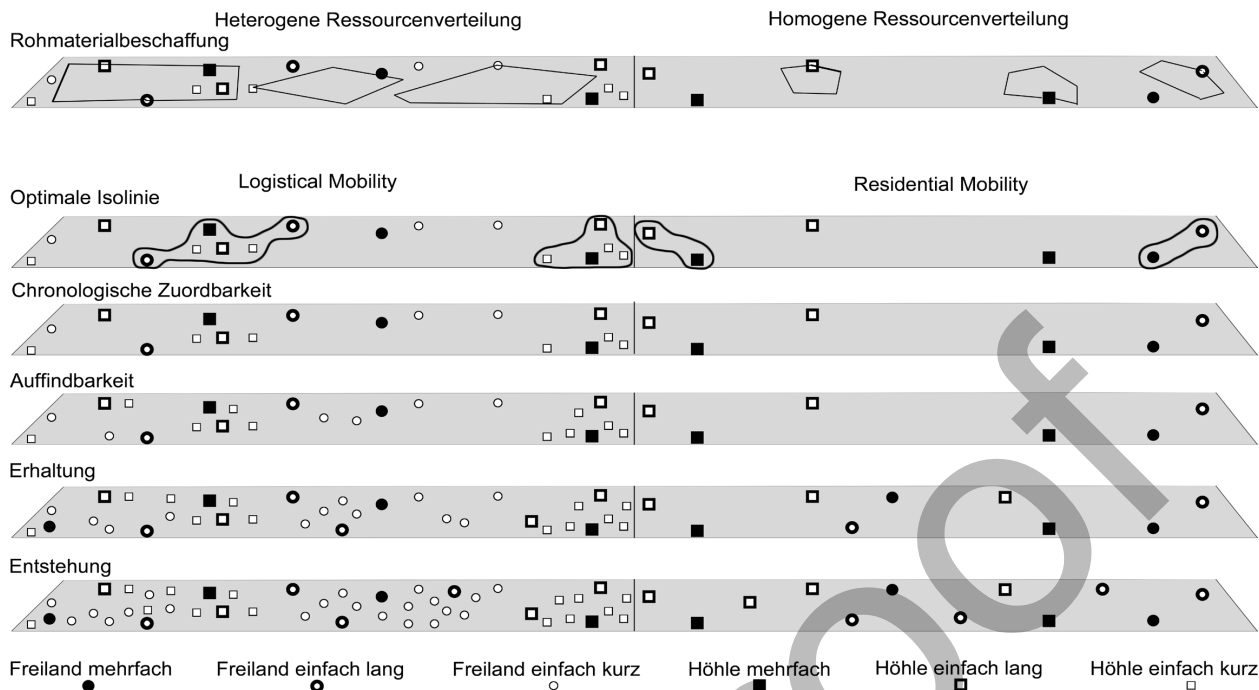 Heterogene Ressourcenverteilung Homogene Ressourcenverteilung
Rohmaterialbeschaffung
Logistical Mobility Residential Mobility
Optimale Isolinie
Chronologische Zuordbarkeit
Auffindbarkeit
Erhaltung
Entstehung
Freiland mehrfach Freiland einfach lang Freiland einfach kurz Höhle mehrfach Höhle einfach lang Höhle einfach kurz